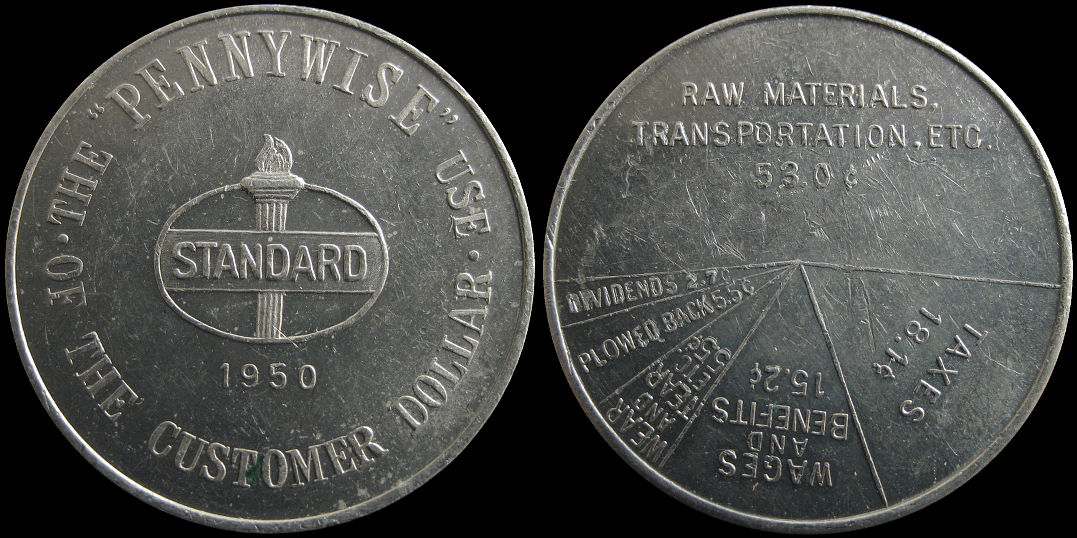 THE "PENNYWISE" USE
OF THE CUSTOMER DOLLAR
STANDARD
1950
RAW MATERIALS,
TRANSPORTATION, ETC.
53.0¢
DIVIDENDS 2.7¢
PLOWED BACK 5.5¢
WEAR
AND
TEAR
ETC.
WAGES
AND
BENEFITS
15.2¢
TAXES
18.1¢